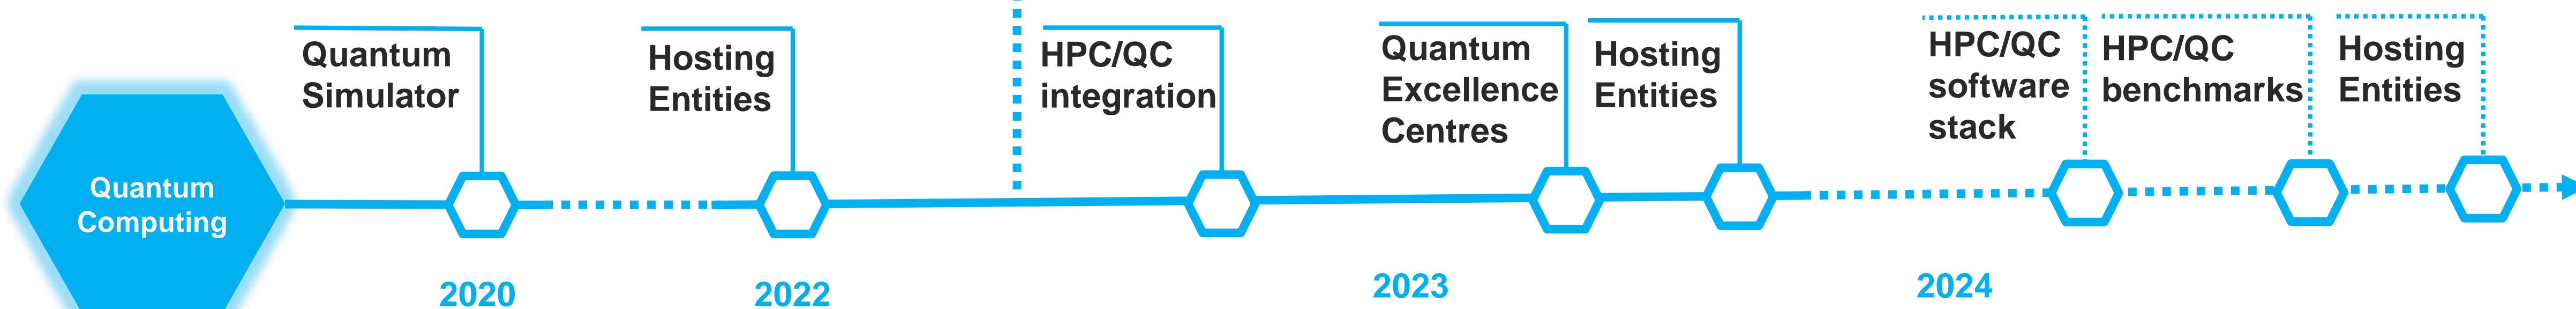 Quantum
Computing
Quantum
Simulator
Hosting
Entities
HPC/QC
integration
Quantum
Excellence
Centres
Hosting
Entities
HPC/QC
software
stack
HPC/QC
benchmarks
Hosting
Entities
2020
2022
2023
2024